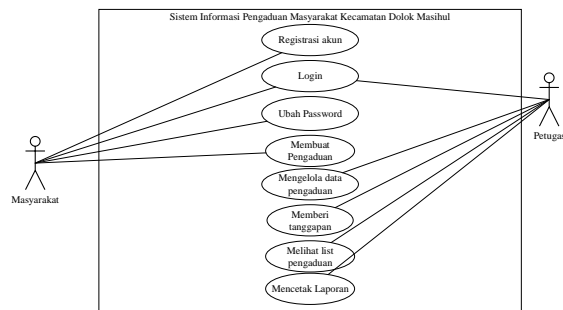 Sistem Informasi Pengaduan Masyarakat Kecamatan Dolok Masihul
Registrasi akun
Login
Ubah Password
Membuat
Pengaduan
Mengelola data
pengaduan
Memberi
tanggapan
Melihat list
pengaduan
Mencetak Laporan
Masyarakat
Petugas